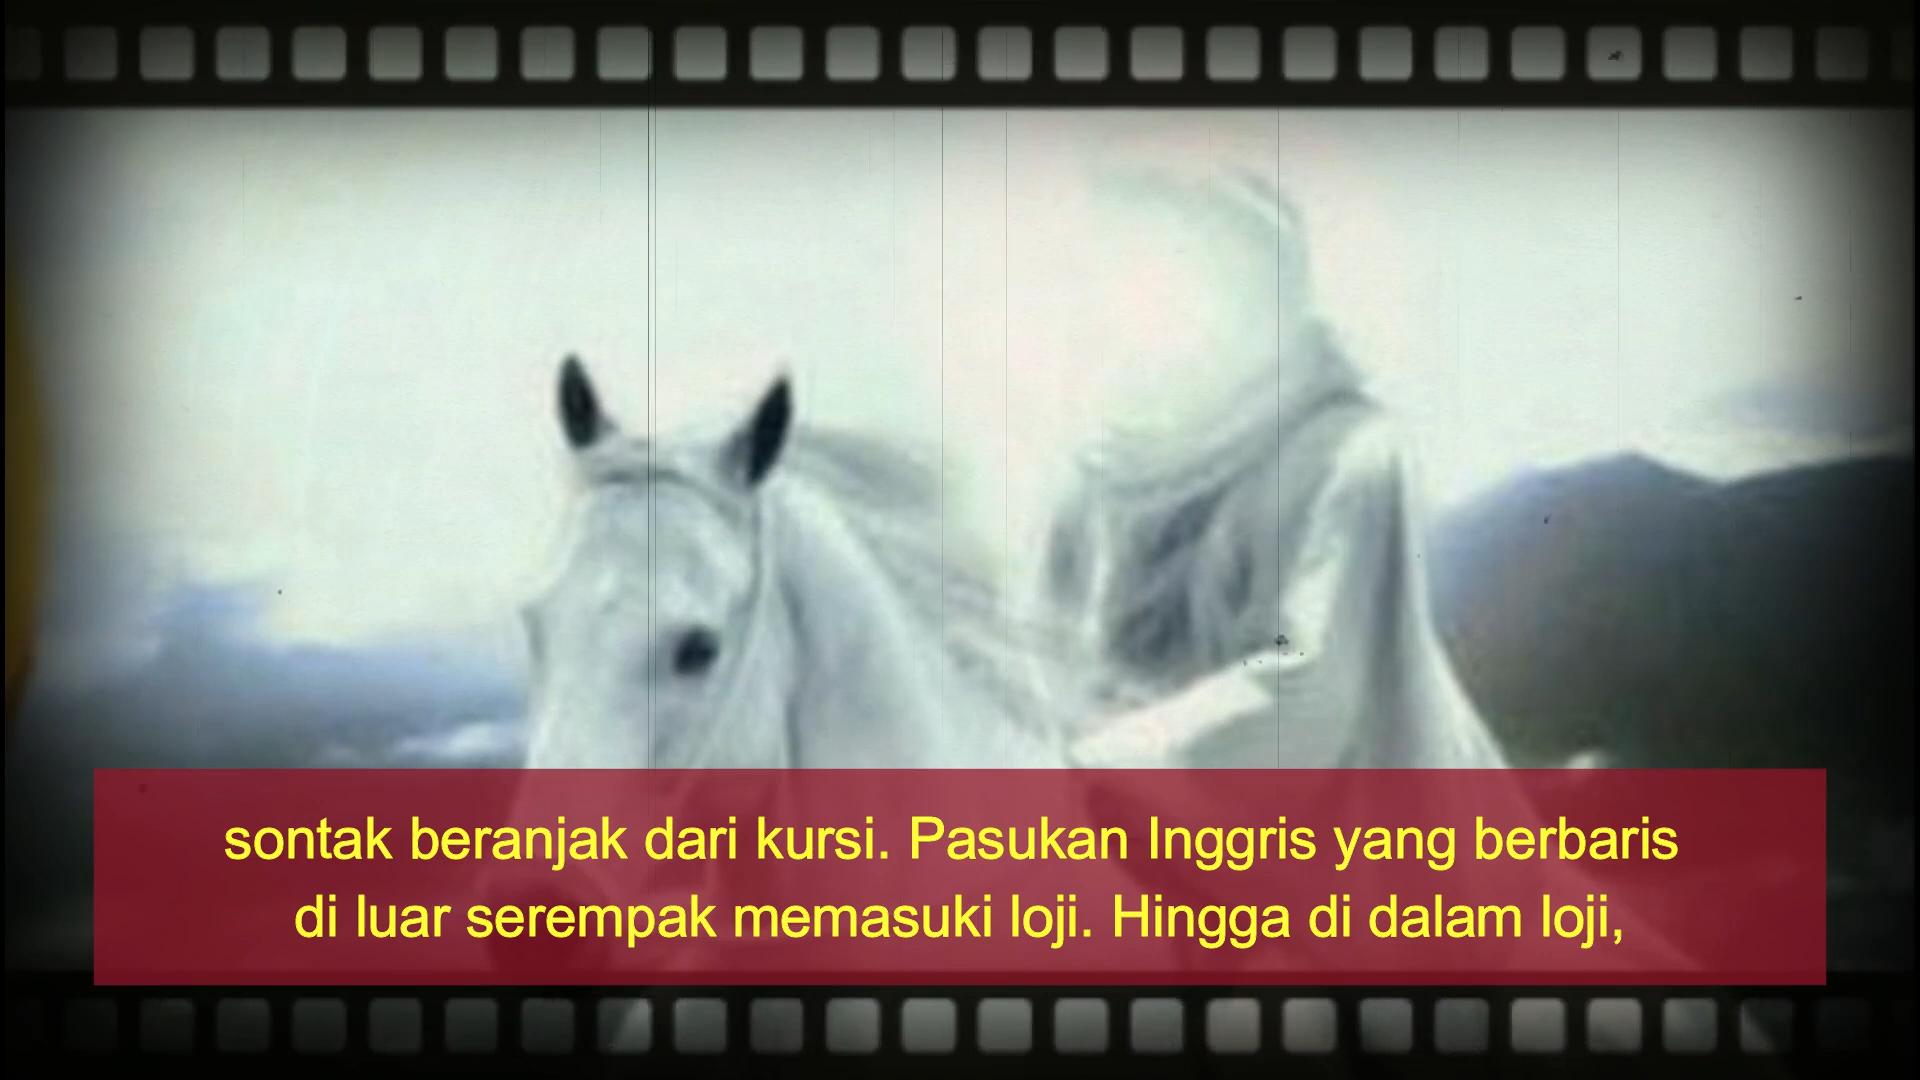 sontak beranjak dari kursi. Pasukan Inggris yang berbaris
di luar serempak memasuki loji. Hingga di dalam loji,